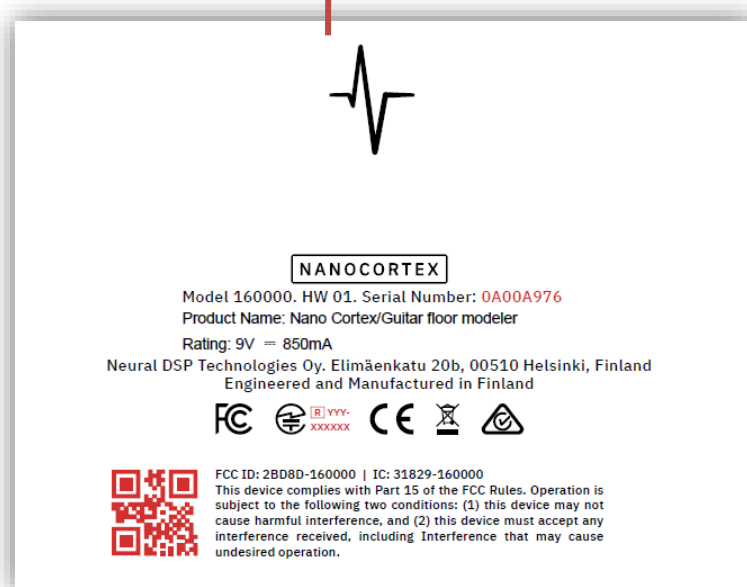 NANOCORTEX
Model 160000. HW 01. Serial Number: 0A00A976
Product Name: Nano Cortex/Guitar floor modeler
Rating: 9V ⎓ 850mA
Neural DSP Technologies Oy. Elimäenkatu 20b, 00510 Helsinki, Finland
Engineered and Manufactured in Finland
FC R YYY-
XXXXXX CE
FCC ID: 2BD8D-160000 | IC: 31829-160000
This device complies with Part 15 of the FCC Rules. Operation is
subject to the following two conditions: (1) this device may not
cause harmful interference, and (2) this device must accept any
interference received, including Interference that may cause
undesired operation.